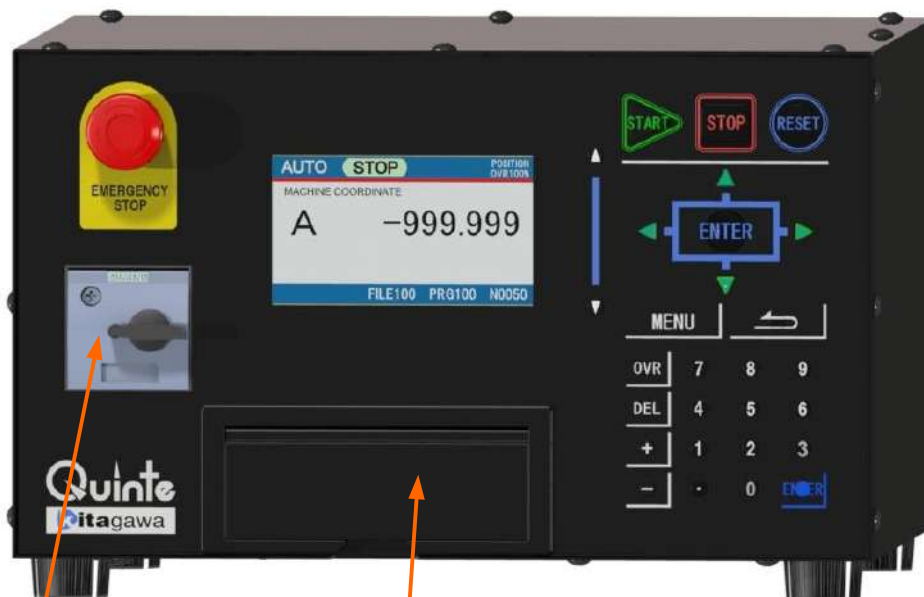 EMERGENCY
STOP
AUTO STOP POSITION
OVR100%
MACHINE COORDINATE
A -999.999
FILE100 PRG100 N0050
START STOP RESET
ENTER
MENU
OVR 7 8 9
DEL 4 5 6
+ 1 2 3
- . 0 ENTER
Quinte
Kitagawa